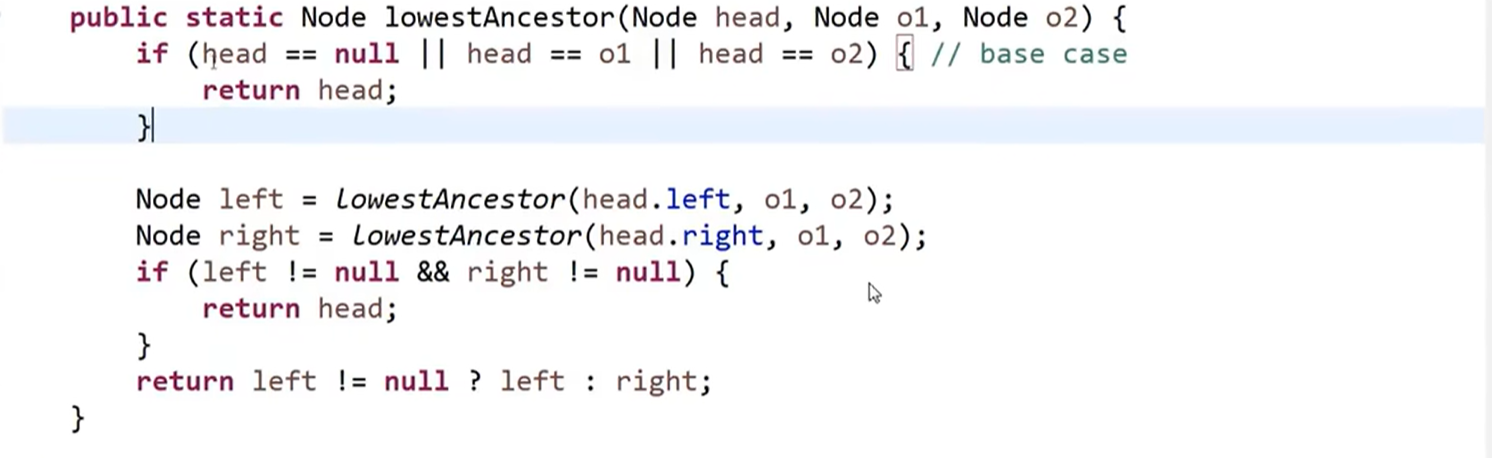 public static Node lowestAncestor(Node head, Node o1, Node o2) {
if (head == null || head == o1 || head == o2) { // base case
return head;
}
Node left = lowestAncestor(head.left, o1, o2);
Node right = lowestAncestor(head.right, o1, o2);
if (left != null && right != null) {
return head;
}
return left != null ? left : right;
}